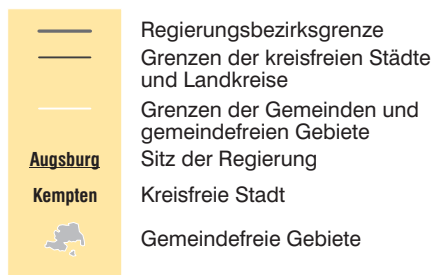 Regierungsbezirksgrenze
Grenzen der kreisfreien Städte
und Landkreise
Grenzen der Gemeinden und
gemeindefreien Gebiete
Augsburg Sitz der Regierung
Kempten Kreisfreie Stadt
Gemeindefreie Gebiete